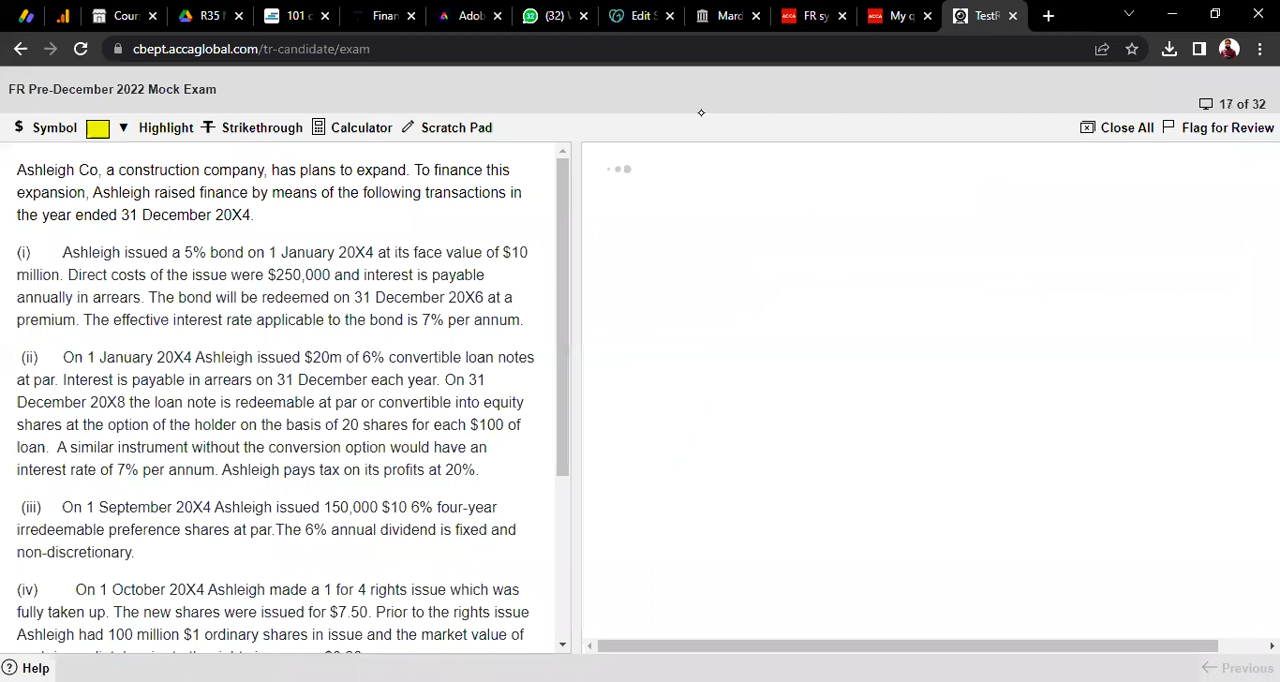 Cours
R35
101
Finan
Adob
(32)
Edit
Marc
FR sy
My q
TestR
cbept.accaglobal.com/tr-candidate/exam
FR Pre-December 2022 Mock Exam
17 of 32
$ Symbol Highlight Strikethrough Calculator Scratch Pad Close All Flag for Review
Ashleigh Co, a construction company, has plans to expand. To finance this
expansion, Ashleigh raised finance by means of the following transactions in
the year ended 31 December 20X4.
(i) Ashleigh issued a 5% bond on 1 January 20X4 at its face value of $10
million. Direct costs of the issue were $250,000 and interest is payable
annually in arrears. The bond will be redeemed on 31 December 20X6 at a
premium. The effective interest rate applicable to the bond is 7% per annum.
(ii) On 1 January 20X4 Ashleigh issued $20m of 6% convertible loan notes
at par. Interest is payable in arrears on 31 December each year. On 31
December 20X8 the loan note is redeemable at par or convertible into equity
shares at the option of the holder on the basis of 20 shares for each $100 of
loan. A similar instrument without the conversion option would have an
interest rate of 7% per annum. Ashleigh pays tax on its profits at 20%.
(iii) On 1 September 20X4 Ashleigh issued 150,000 $10 6% four-year
irredeemable preference shares at par.The 6% annual dividend is fixed and
non-discretionary.
(iv) On 1 October 20X4 Ashleigh made a 1 for 4 rights issue which was
fully taken up. The new shares were issued for $7.50. Prior to the rights issue
Ashleigh had 100 million $1 ordinary shares in issue and the market value of
Help
Previous